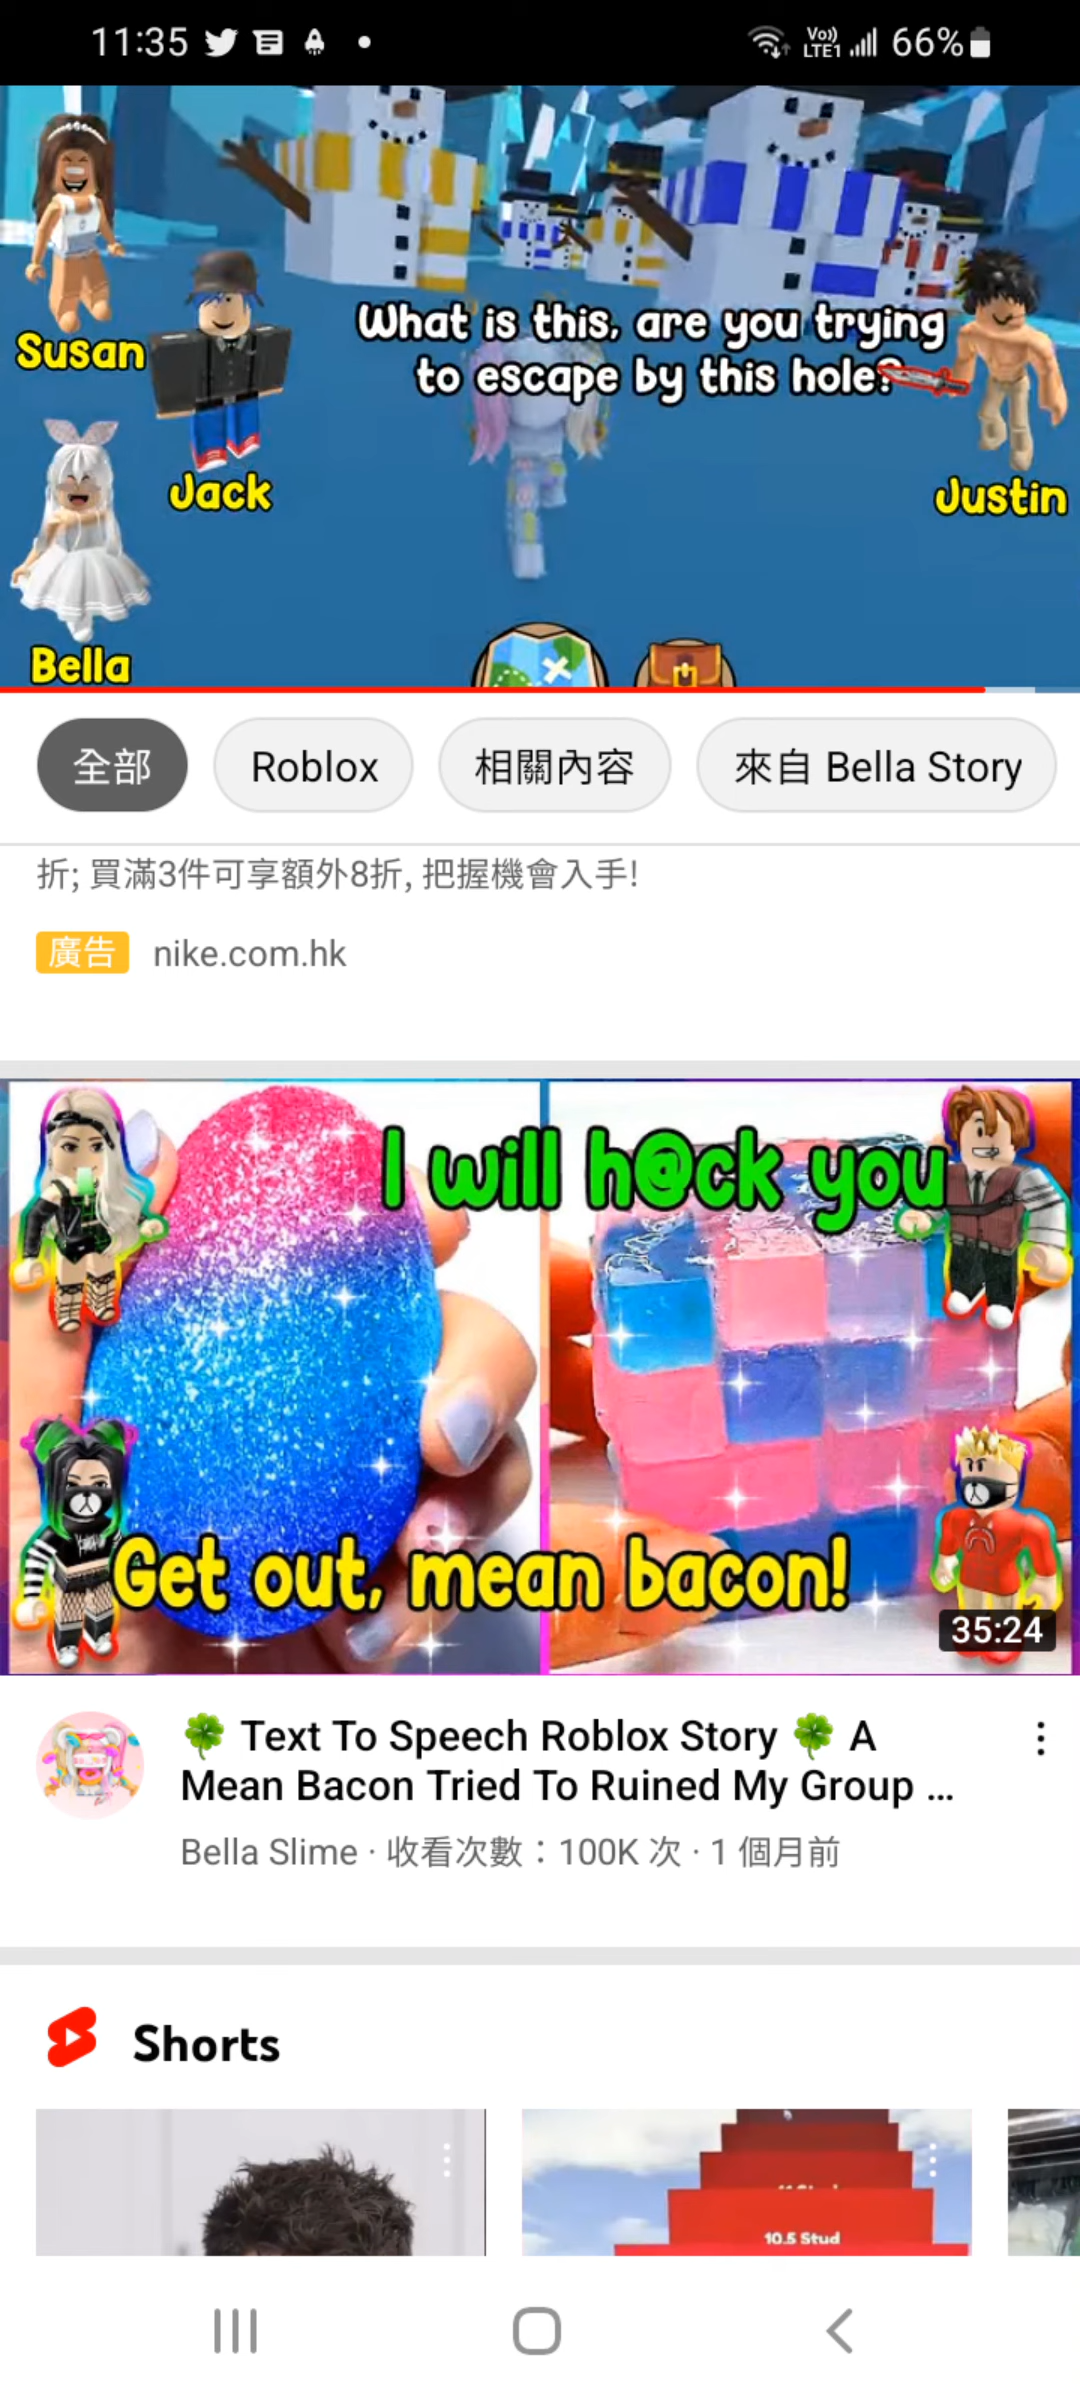 11:35
Vo))
LTE1
66%
What is this, are you trying
to escape by this hole?
Susan
Jack
Justin
Bella
全部
Roblox
相關內容
來自 Bella Story
折; 買滿3件可享額外8折, 把握機會入手!
廣告 nike.com.hk
I will h@ck you
Get out, mean bacon!
35:24
🍀 Text To Speech Roblox Story 🍀 A
Mean Bacon Tried To Ruined My Group ...
Bella Slime · 收看次數：100K 次 · 1 個月前
Shorts
10.5 Stud